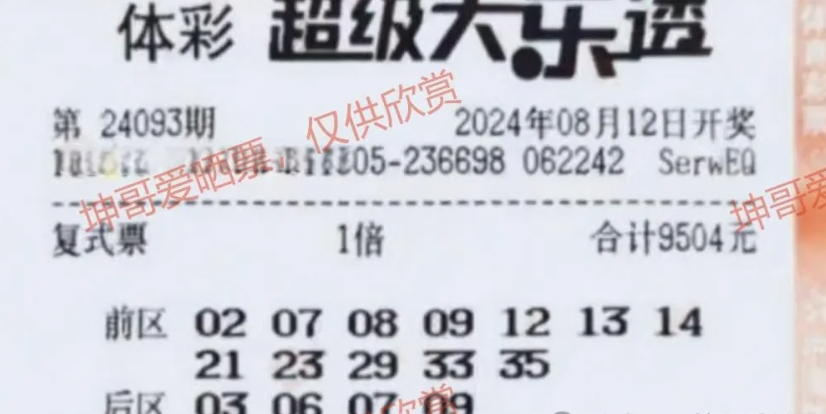 体彩 超级大乐透
第 24093期 2024年08月12日开奖
05-236698 062242 SerwEQ
复式票 1倍 合计9504元
前区 02 07 08 09 12 13 14
21 23 29 33 35
后区 03 06 07 09
坤哥爱晒票,仅供欣赏
坤哥爱
欣赏